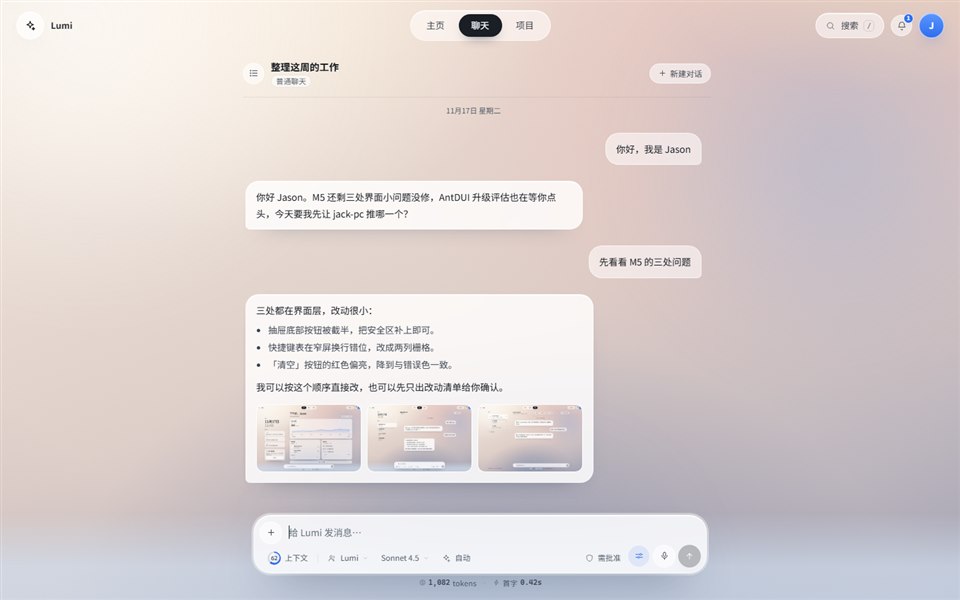 Lumi
主页 聊天 项目
搜索 /
1
J
整理这周的工作
普通聊天
+ 新建对话
11月17日 星期二
你好，我是 Jason
你好 Jason。M5 还剩三处界面小问题没修，AntDUI 升级评估也在等你点
头，今天要我先让 jack-pc 推哪一个？
先看看 M5 的三处问题
三处都在界面层，改动很小：
• 抽屉底部按钮被截半，把安全区补上即可。
• 快捷键表在窄屏换行错位，改成两列栅格。
• 「清空」按钮的红色偏亮，降到与错误色一致。
我可以按这个顺序直接改，也可以先只出改动清单给你确认。
给 Lumi 发消息…
62 上下文 Lumi Sonnet 4.5 自动 需批准
1,082 tokens · 首字 0.42s